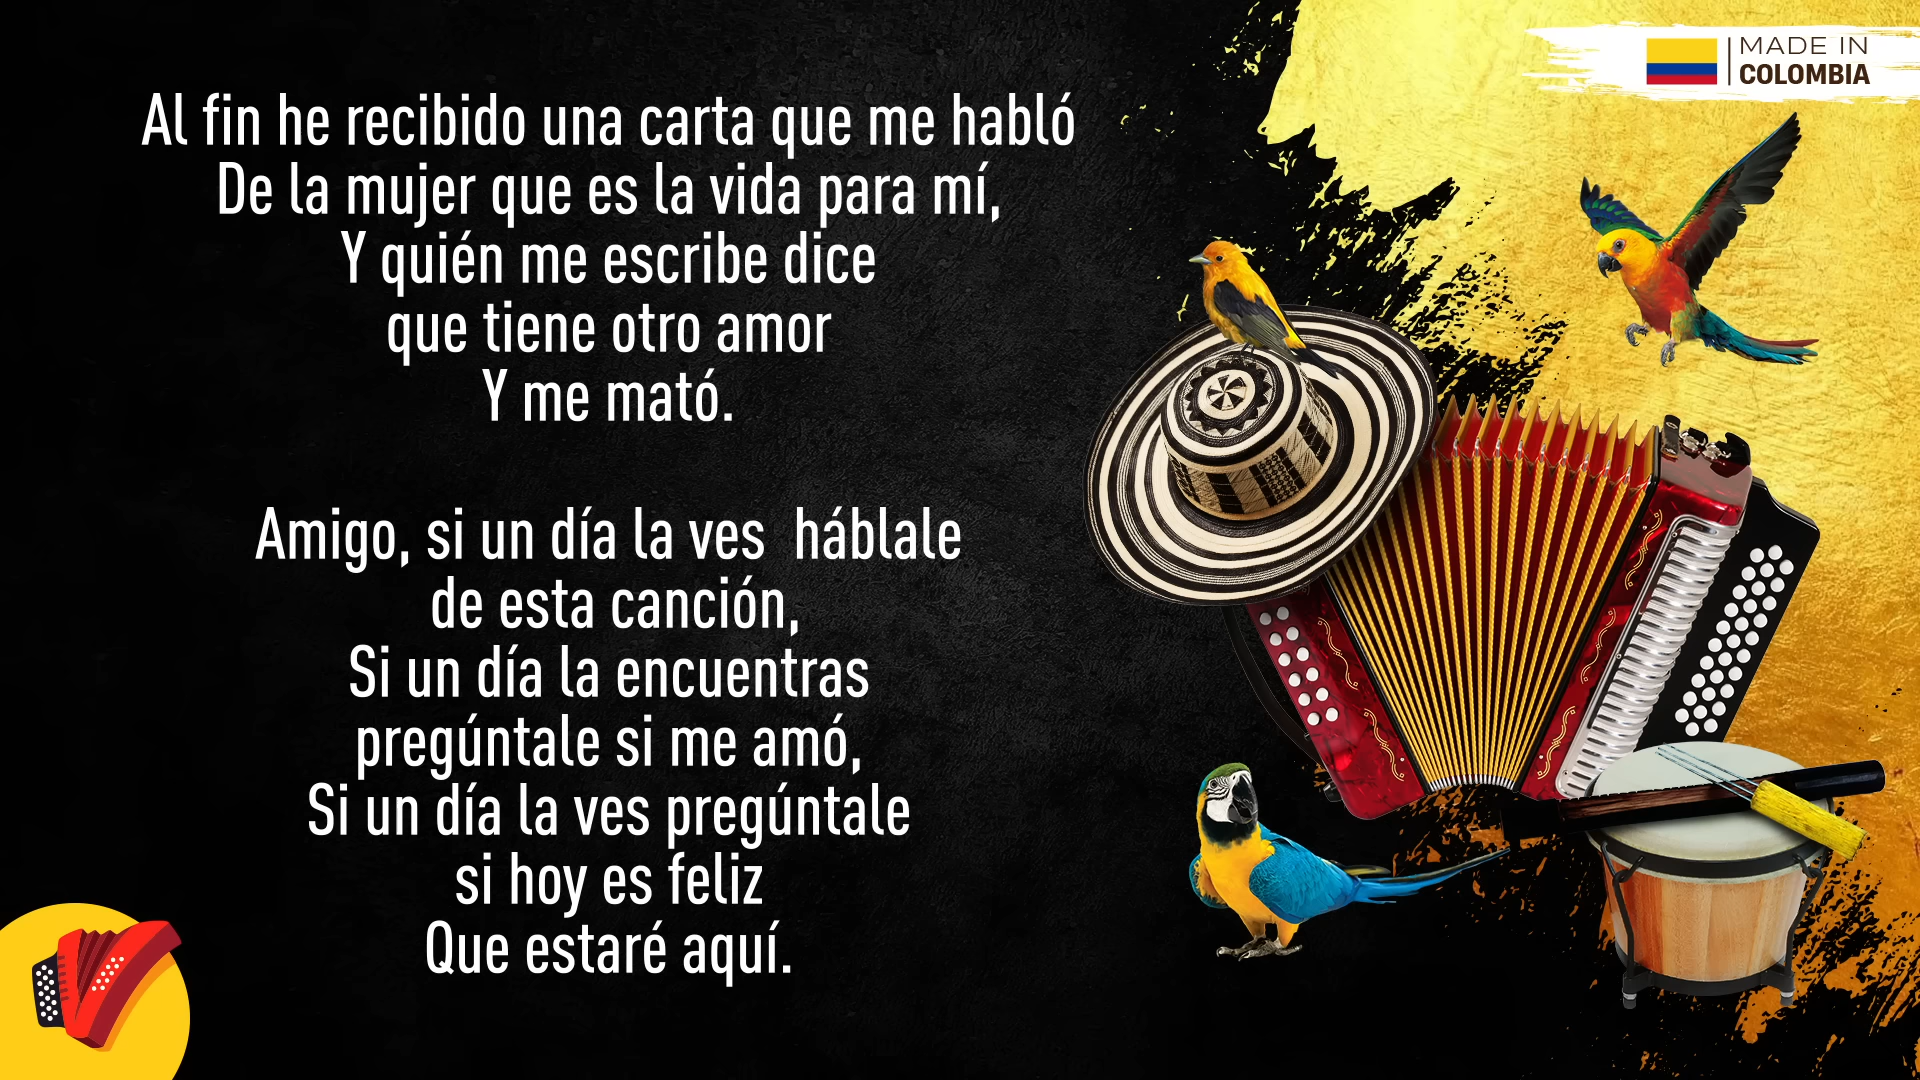 MADE IN
COLOMBIA
Al fin he recibido una carta que me habló
De la mujer que es la vida para mí,
Y quién me escribe dice
que tiene otro amor
Y me mató.
Amigo, si un día la ves  háblale
de esta canción,
Si un día la encuentras
pregúntale si me amó,
Si un día la ves pregúntale
si hoy es feliz
Que estaré aquí.